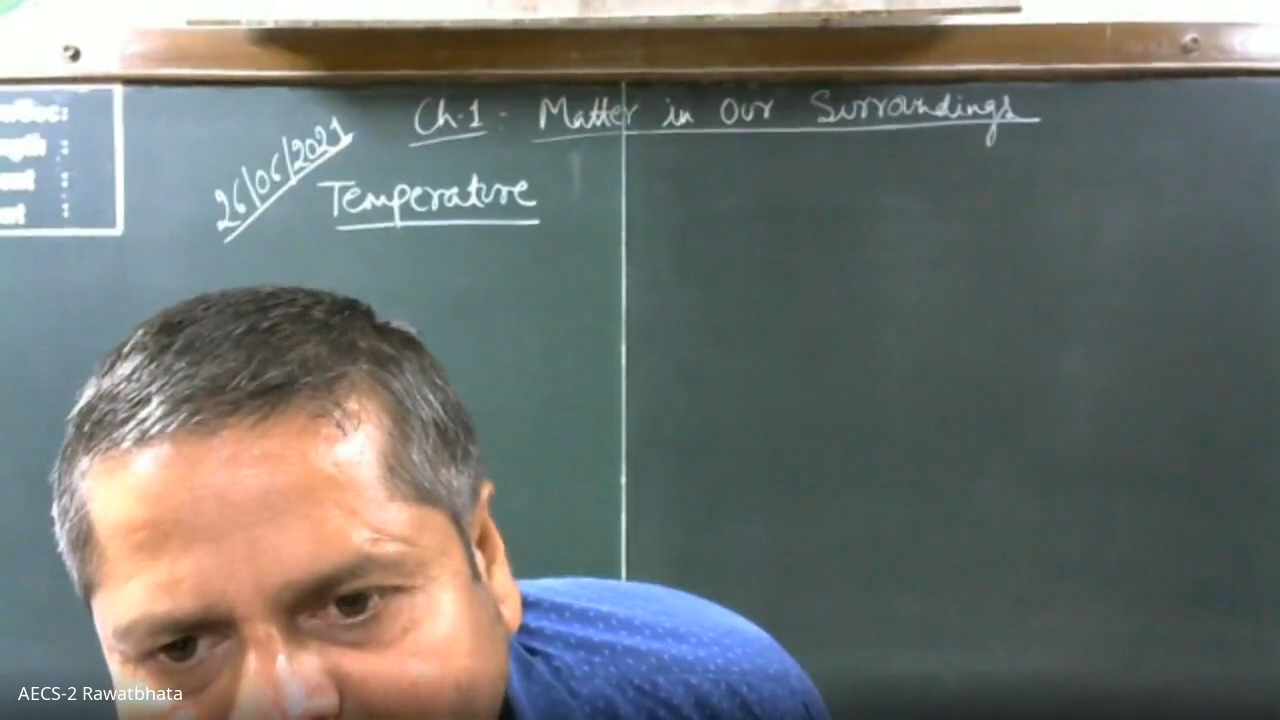 Ch.1 - Matter in Our Surroundings
26/06/2021
Temperature
AECS-2 Rawatbhata